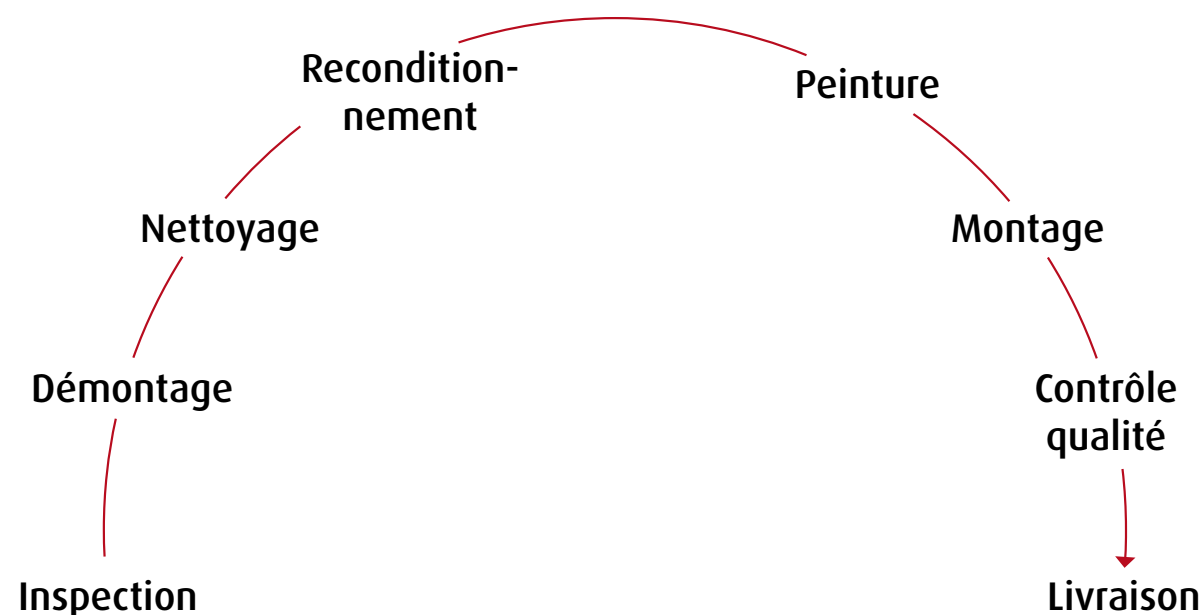 Recondition-
nement
Peinture
Nettoyage
Montage
Démontage
Contrôle
qualité
Inspection
Livraison